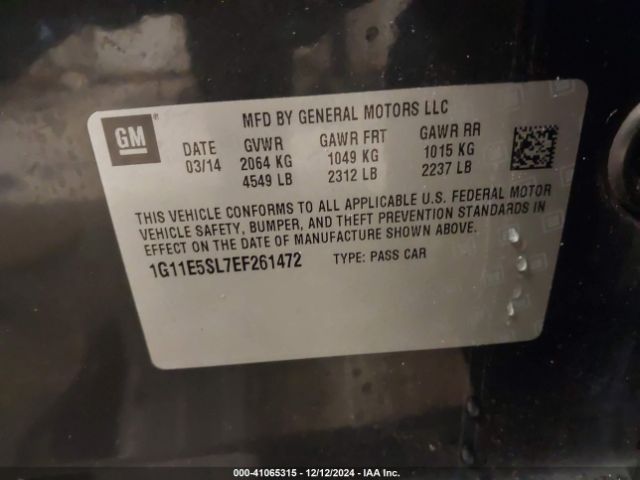 MFD BY GENERAL MOTORS LLC
GM
DATE GVWR GAWR FRT GAWR RR
03/14 2064 KG 1049 KG 1015 KG
4549 LB 2312 LB 2237 LB
THIS VEHICLE CONFORMS TO ALL APPLICABLE U.S. FEDERAL MOTOR
VEHICLE SAFETY, BUMPER, AND THEFT PREVENTION STANDARDS IN
EFFECT ON THE DATE OF MANUFACTURE SHOWN ABOVE.
1G11E5SL7EF261472 TYPE: PASS CAR
000-41065315 - 12/12/2024 - IAA Inc.